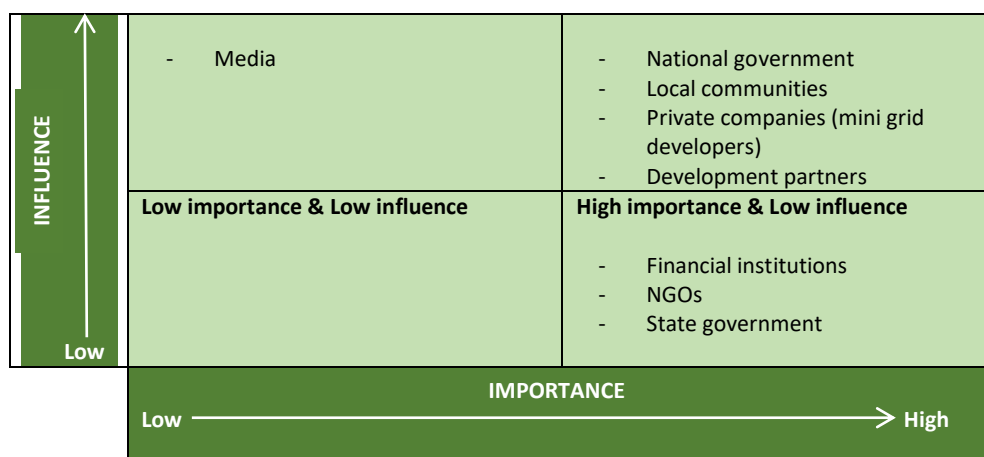 INFLUENCE
Low
- Media
- National government
- Local communities
- Private companies (mini grid
developers)
- Development partners
Low importance & Low influence
High importance & Low influence
- Financial institutions
- NGOs
- State government
IMPORTANCE
Low
High